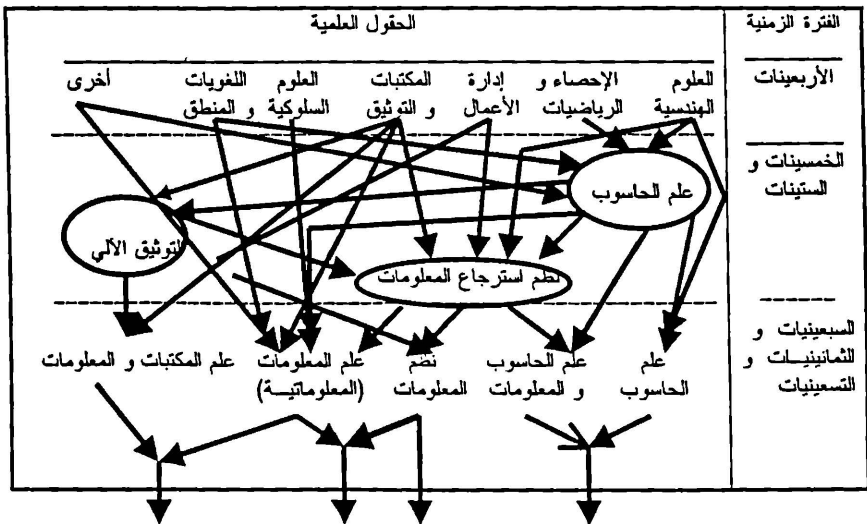 الفترة الزمنية
الحقول العلمية
الأربعينات
العلوم
الهندسية
الإحصاء و
الرياضيات
إدارة
الأعمال
المكتبات
و التوثيق
العلوم
السلوكية
اللغويات
و المنطق
أخرى
الخمسينات و
الستينات
علم الحاسوب
التوثيق الآلي
نظم استرجاع المعلومات
السبعينيات و
الثمانينيــات و
التسعينيات
علم
الحاسوب
علم الحاسوب
و المعلومات
نظم
المعلومات
علم المعلومات
(المعلوماتيــة)
علم المكتبات و المعلومات